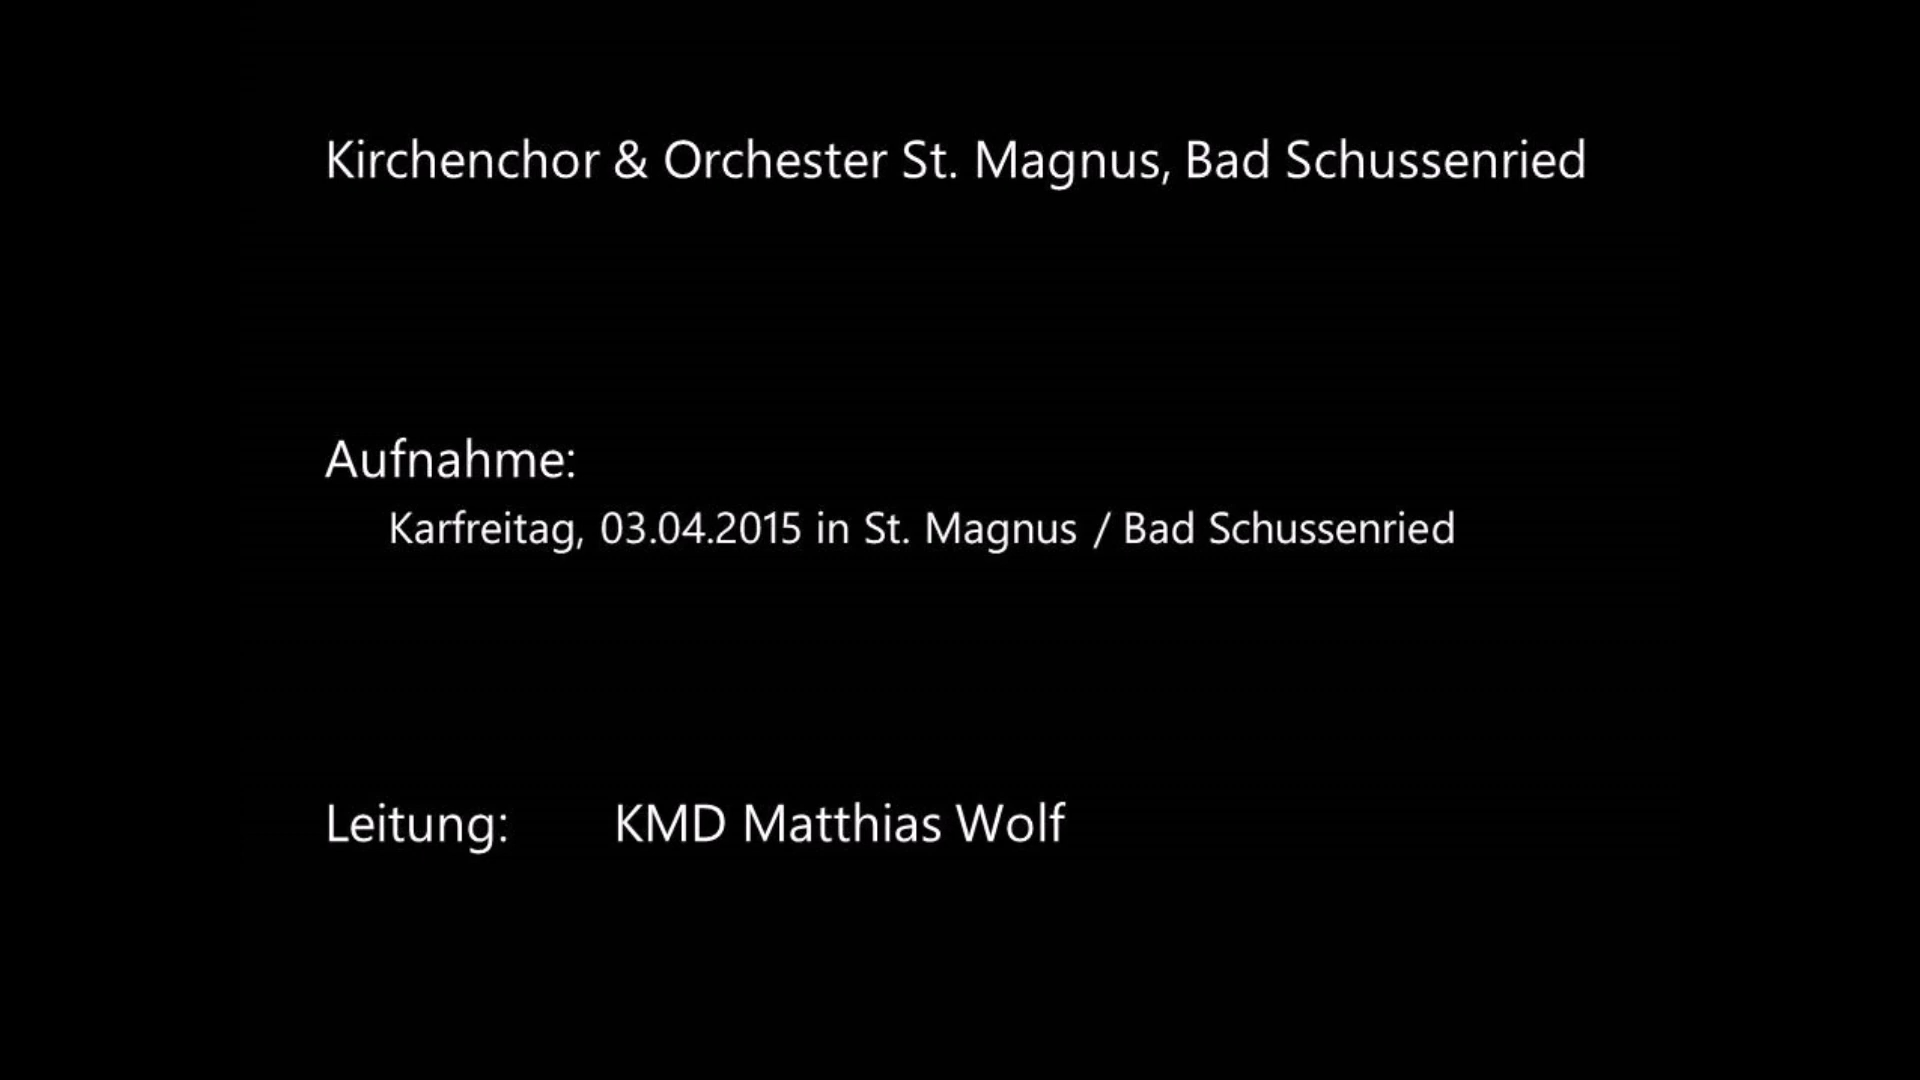 Kirchenchor & Orchester St. Magnus, Bad Schussenried
Aufnahme:
Karfreitag, 03.04.2015 in St. Magnus / Bad Schussenried
Leitung: KMD Matthias Wolf